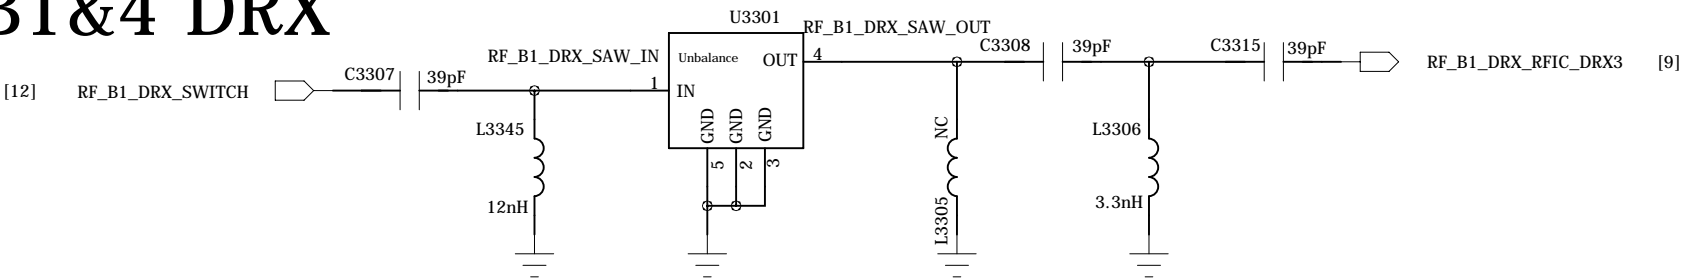 B1&4 DRX
U3301
RF_B1_DRX_SAW_OUT
RF_B1_DRX_SAW_IN
Unbalance
OUT
4
C3308
39pF
C3315
39pF
RF_B1_DRX_RFIC_DRX3
[9]
[12]
RF_B1_DRX_SWITCH
C3307
39pF
1
IN
GND
GND
GND
5
2
3
L3345
12nH
NC
L3305
L3306
3.3nH